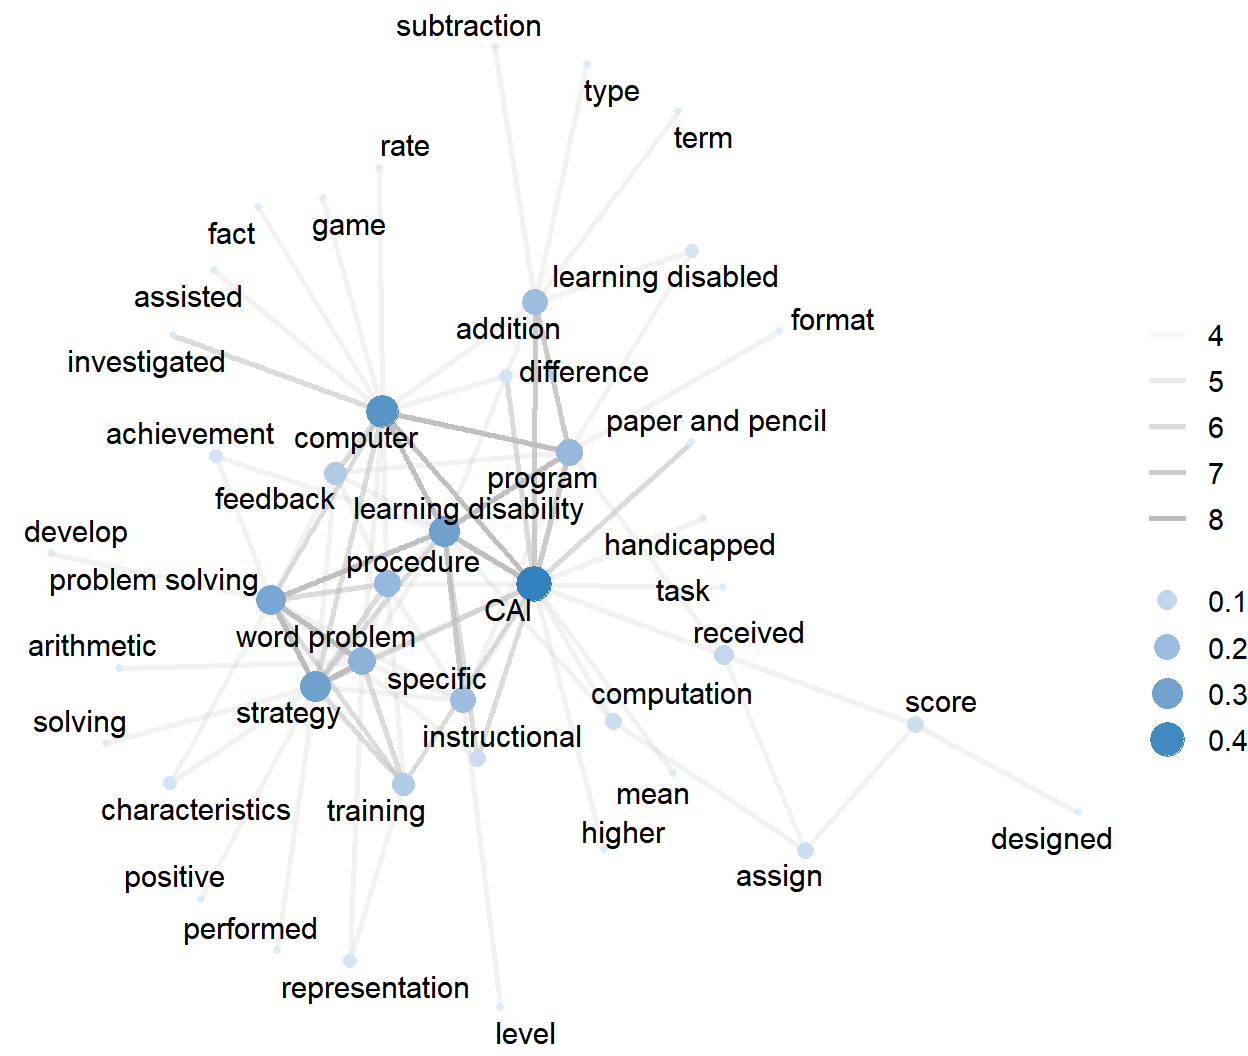 subtraction
type
term
rate
game
fact
assisted
learning disabled
addition
format
investigated
difference
paper and pencil
achievement
computer
program
feedback
learning disability
develop
handicapped
procedure
problem solving
task
CAI
word problem
received
arithmetic
specific
computation
score
strategy
solving
instructional
mean
characteristics
training
higher
designed
assign
positive
performed
representation
level
4
5
6
7
8
0.1
0.2
0.3
0.4